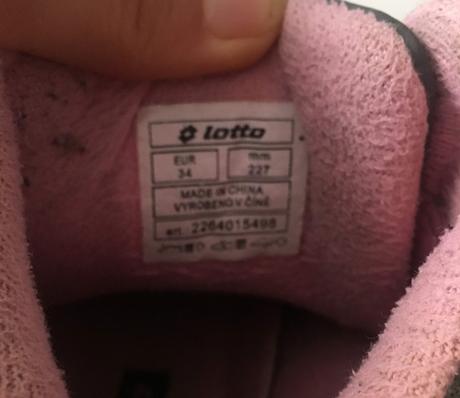 lotto
EUR mm
34 227
MADE IN CHINA
VYROBENO V ČÍNĚ
art.: 2264015498